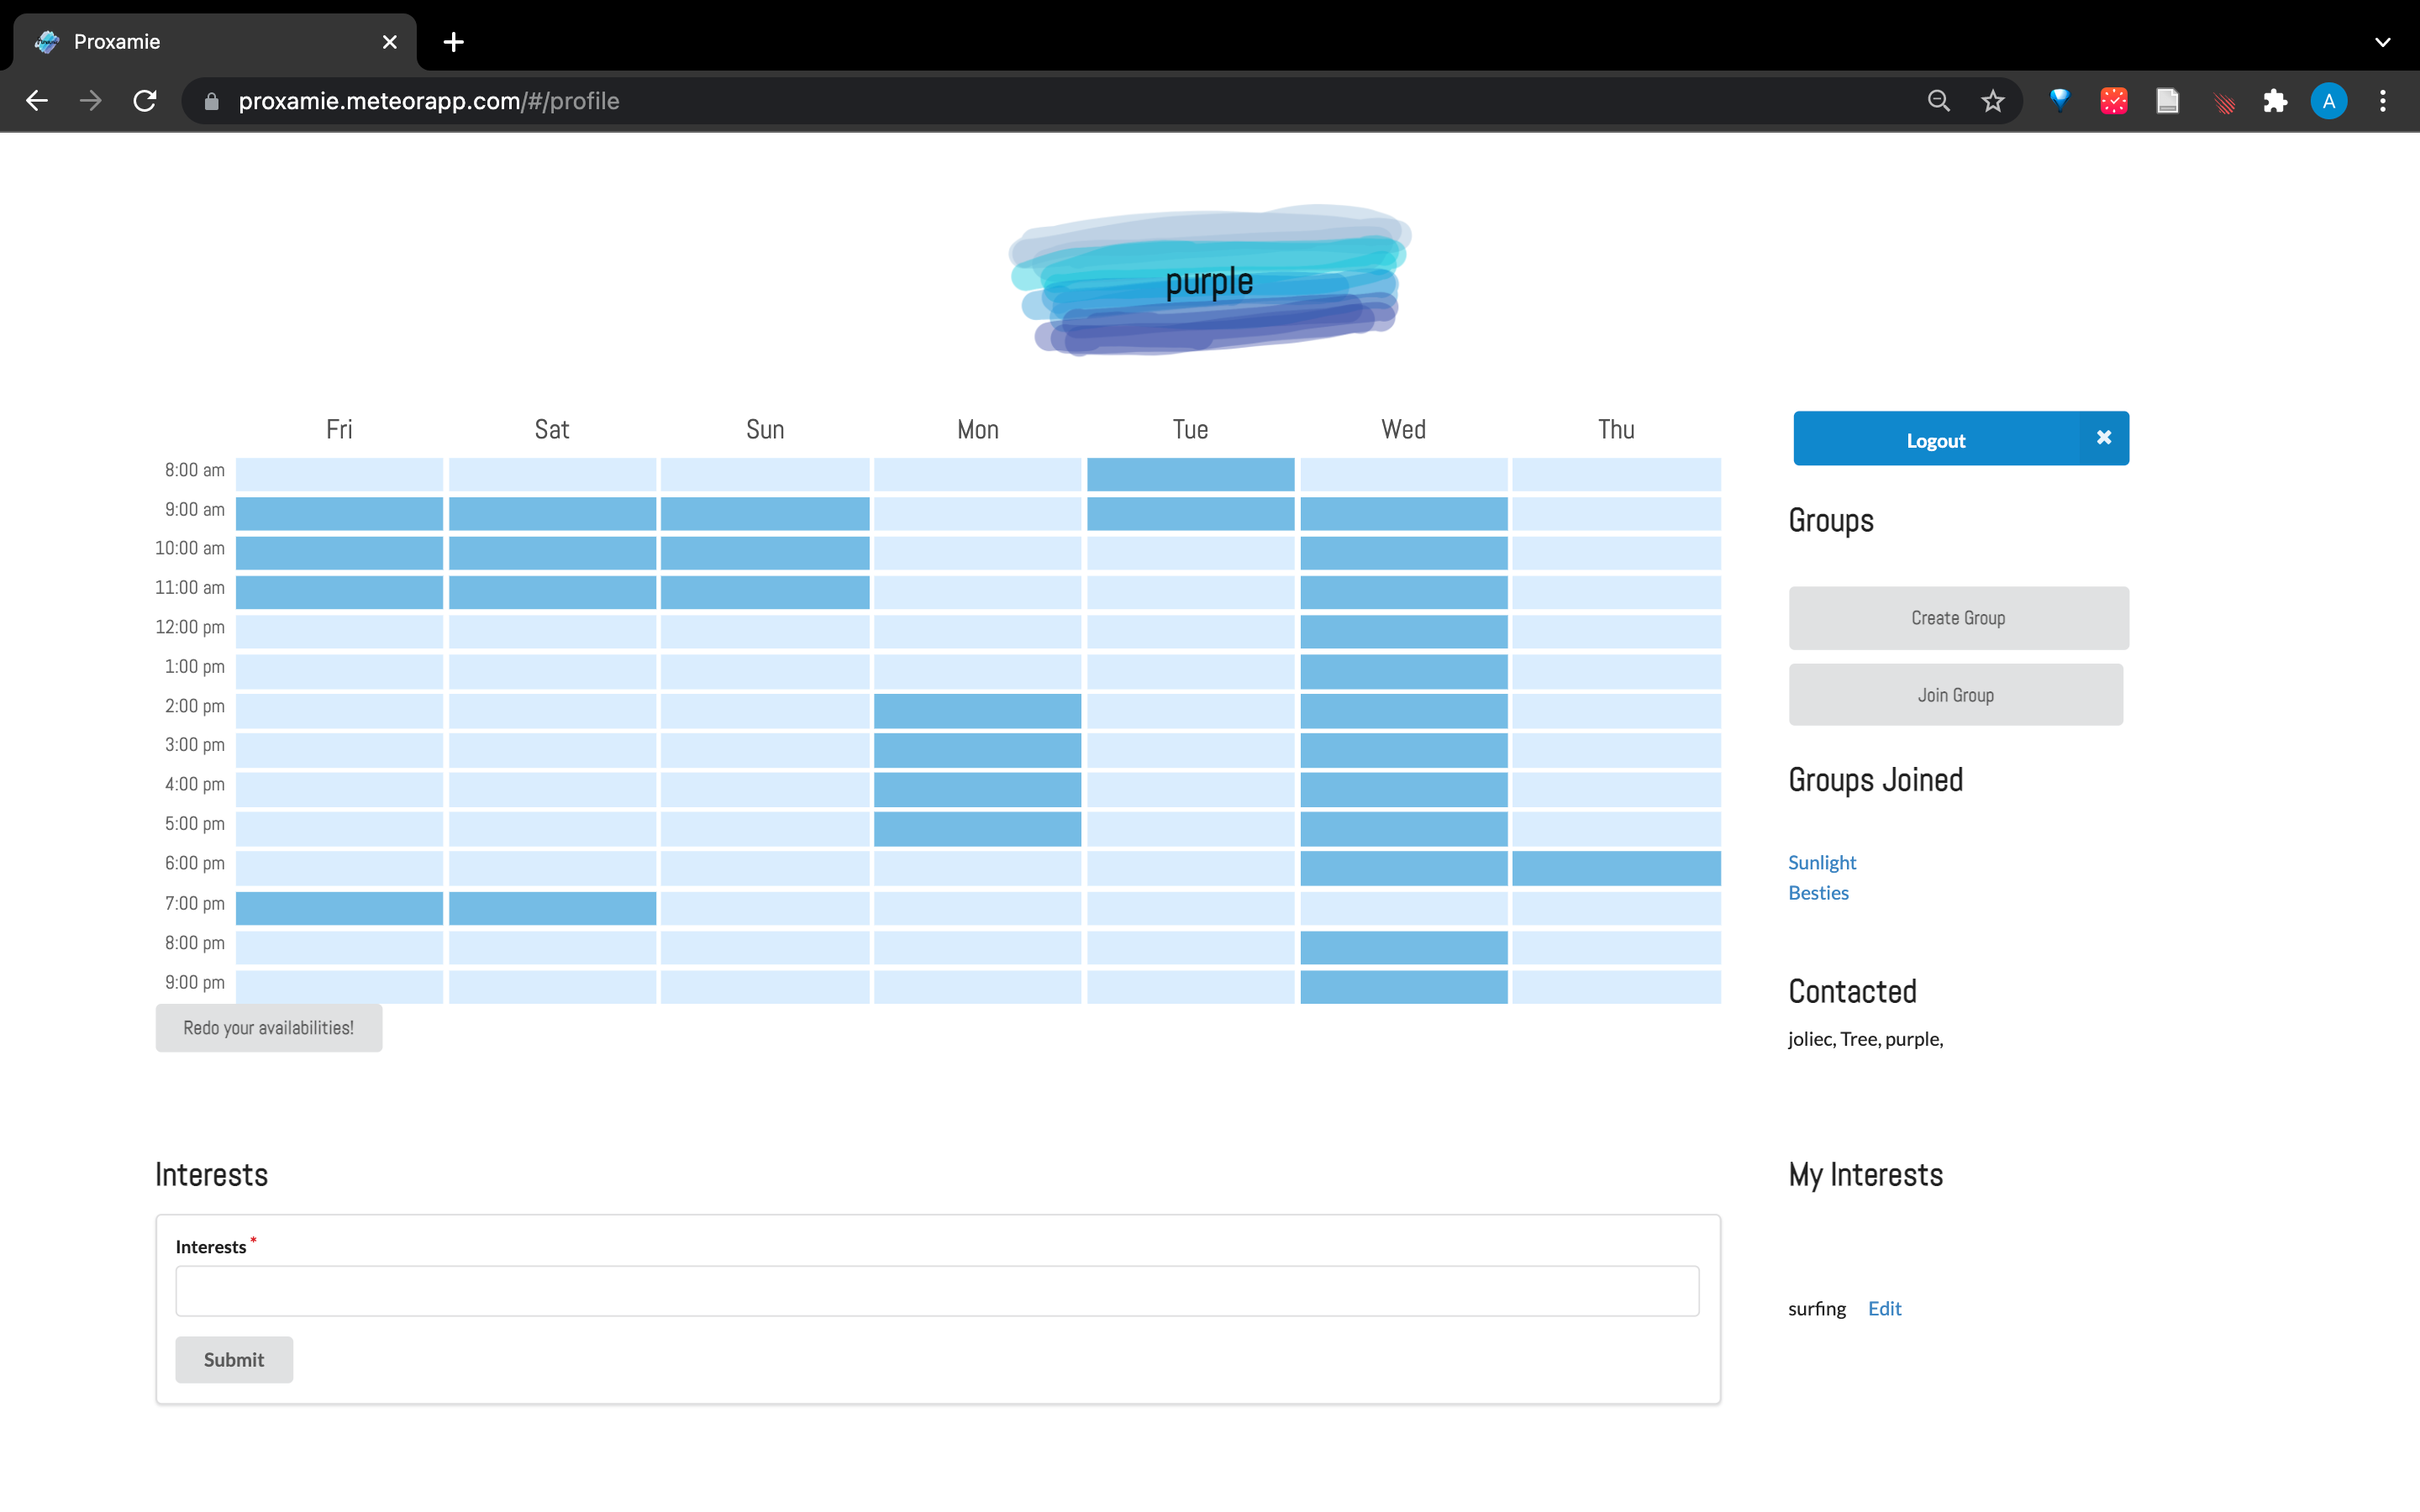 Proxamie
proxamie.meteorapp.com/#/profile
A
purple
Fri Sat Sun Mon Tue Wed Thu
8:00 am
9:00 am
10:00 am
11:00 am
12:00 pm
1:00 pm
2:00 pm
3:00 pm
4:00 pm
5:00 pm
6:00 pm
7:00 pm
8:00 pm
9:00 pm
Redo your availabilities!
Logout
Groups
Create Group
Join Group
Groups Joined
Sunlight
Besties
Contacted
joliec, Tree, purple,
Interests
Interests *
Submit
My Interests
surfing Edit